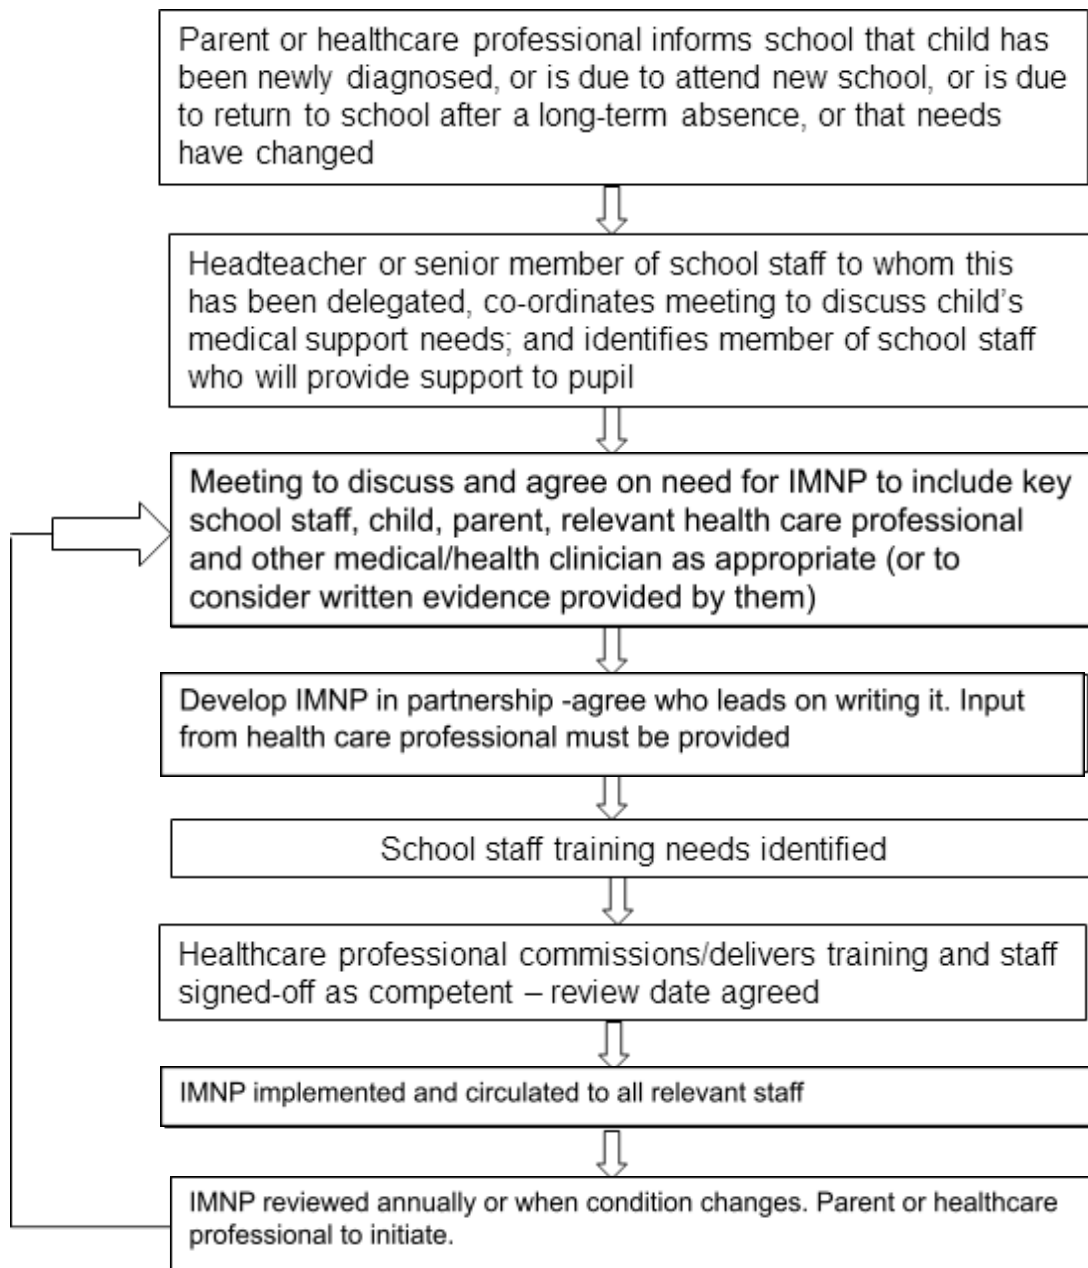 Parent or healthcare professional informs school that child has
been newly diagnosed, or is due to attend new school, or is due
to return to school after a long-term absence, or that needs
have changed
Headteacher or senior member of school staff to whom this
has been delegated, co-ordinates meeting to discuss child's
medical support needs; and identifies member of school staff
who will provide support to pupil
Meeting to discuss and agree on need for IMNP to include key
school staff, child, parent, relevant health care professional
and other medical/health clinician as appropriate (or to
consider written evidence provided by them)
Develop IMNP in partnership -agree who leads on writing it. Input
from health care professional must be provided
School staff training needs identified
Healthcare professional commissions/delivers training and staff
signed-off as competent – review date agreed
IMNP implemented and circulated to all relevant staff
IMNP reviewed annually or when condition changes. Parent or healthcare
professional to initiate.